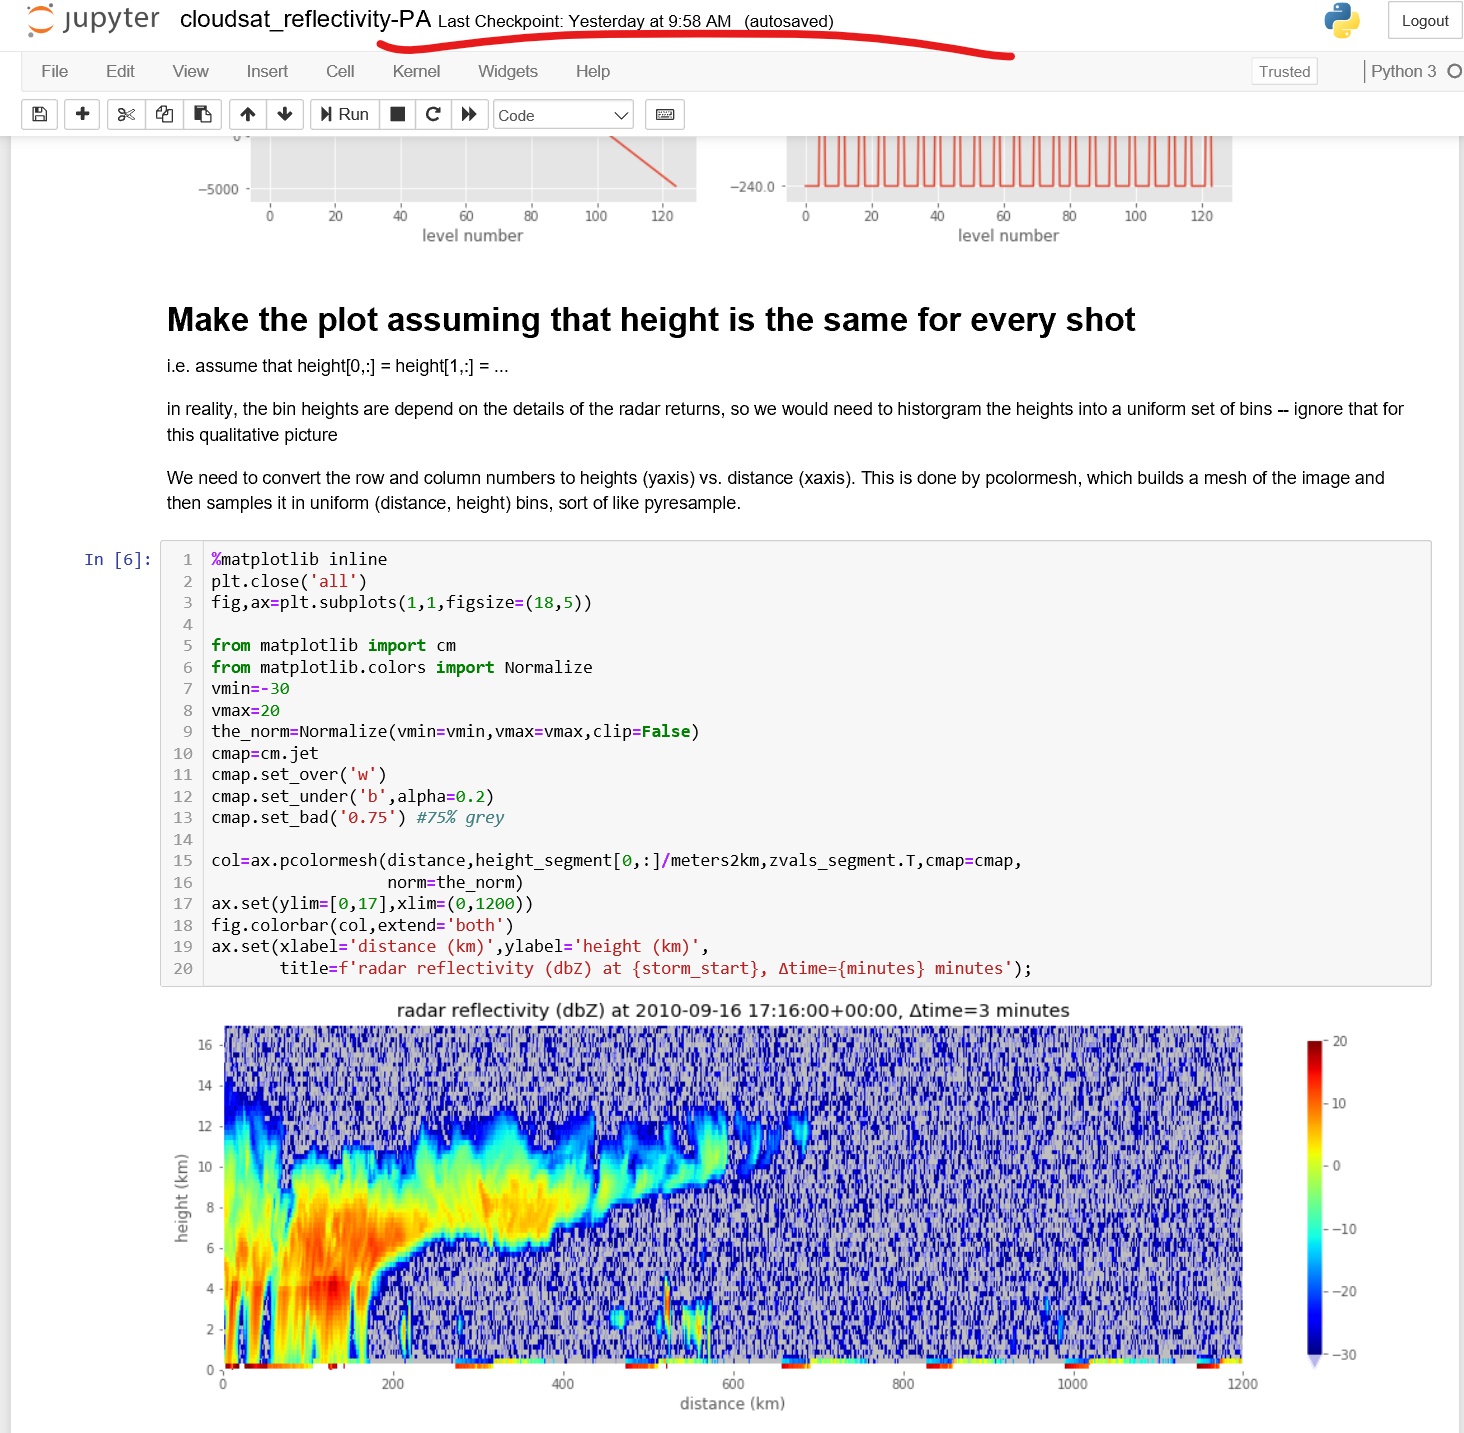 jupyter cloudsat_reflectivity-PA Last Checkpoint: Yesterday at 9:58 AM (autosaved) Logout
File Edit View Insert Cell Kernel Widgets Help Trusted Python 3
Run Code
0
−5000 −240.0
0 20 40 60 80 100 120 0 20 40 60 80 100 120
level number level number
Make the plot assuming that height is the same for every shot
i.e. assume that height[0,:] = height[1,:] = ...
in reality, the bin heights are depend on the details of the radar returns, so we would need to historgram the heights into a uniform set of bins -- ignore that for
this qualitative picture
We need to convert the row and column numbers to heights (yaxis) vs. distance (xaxis). This is done by pcolormesh, which builds a mesh of the image and
then samples it in uniform (distance, height) bins, sort of like pyresample.
In [6]: 1 %matplotlib inline
2 plt.close('all')
3 fig,ax=plt.subplots(1,1,figsize=(18,5))
4
5 from matplotlib import cm
6 from matplotlib.colors import Normalize
7 vmin=-30
8 vmax=20
9 the_norm=Normalize(vmin=vmin,vmax=vmax,clip=False)
10 cmap=cm.jet
11 cmap.set_over('w')
12 cmap.set_under('b',alpha=0.2)
13 cmap.set_bad('0.75') #75% grey
14
15 col=ax.pcolormesh(distance,height_segment[0,:]/meters2km,zvals_segment.T,cmap=cmap,
16 norm=the_norm)
17 ax.set(ylim=[0,17],xlim=(0,1200))
18 fig.colorbar(col,extend='both')
19 ax.set(xlabel='distance (km)',ylabel='height (km)',
20 title=f'radar reflectivity (dbZ) at {storm_start}, Δtime={minutes} minutes');
radar reflectivity (dbZ) at 2010-09-16 17:16:00+00:00, Δtime=3 minutes
height (km)
16
14
12
10
8
6
4
2
0
0 200 400 600 800 1000 1200
distance (km)
20
10
0
−10
−20
−30